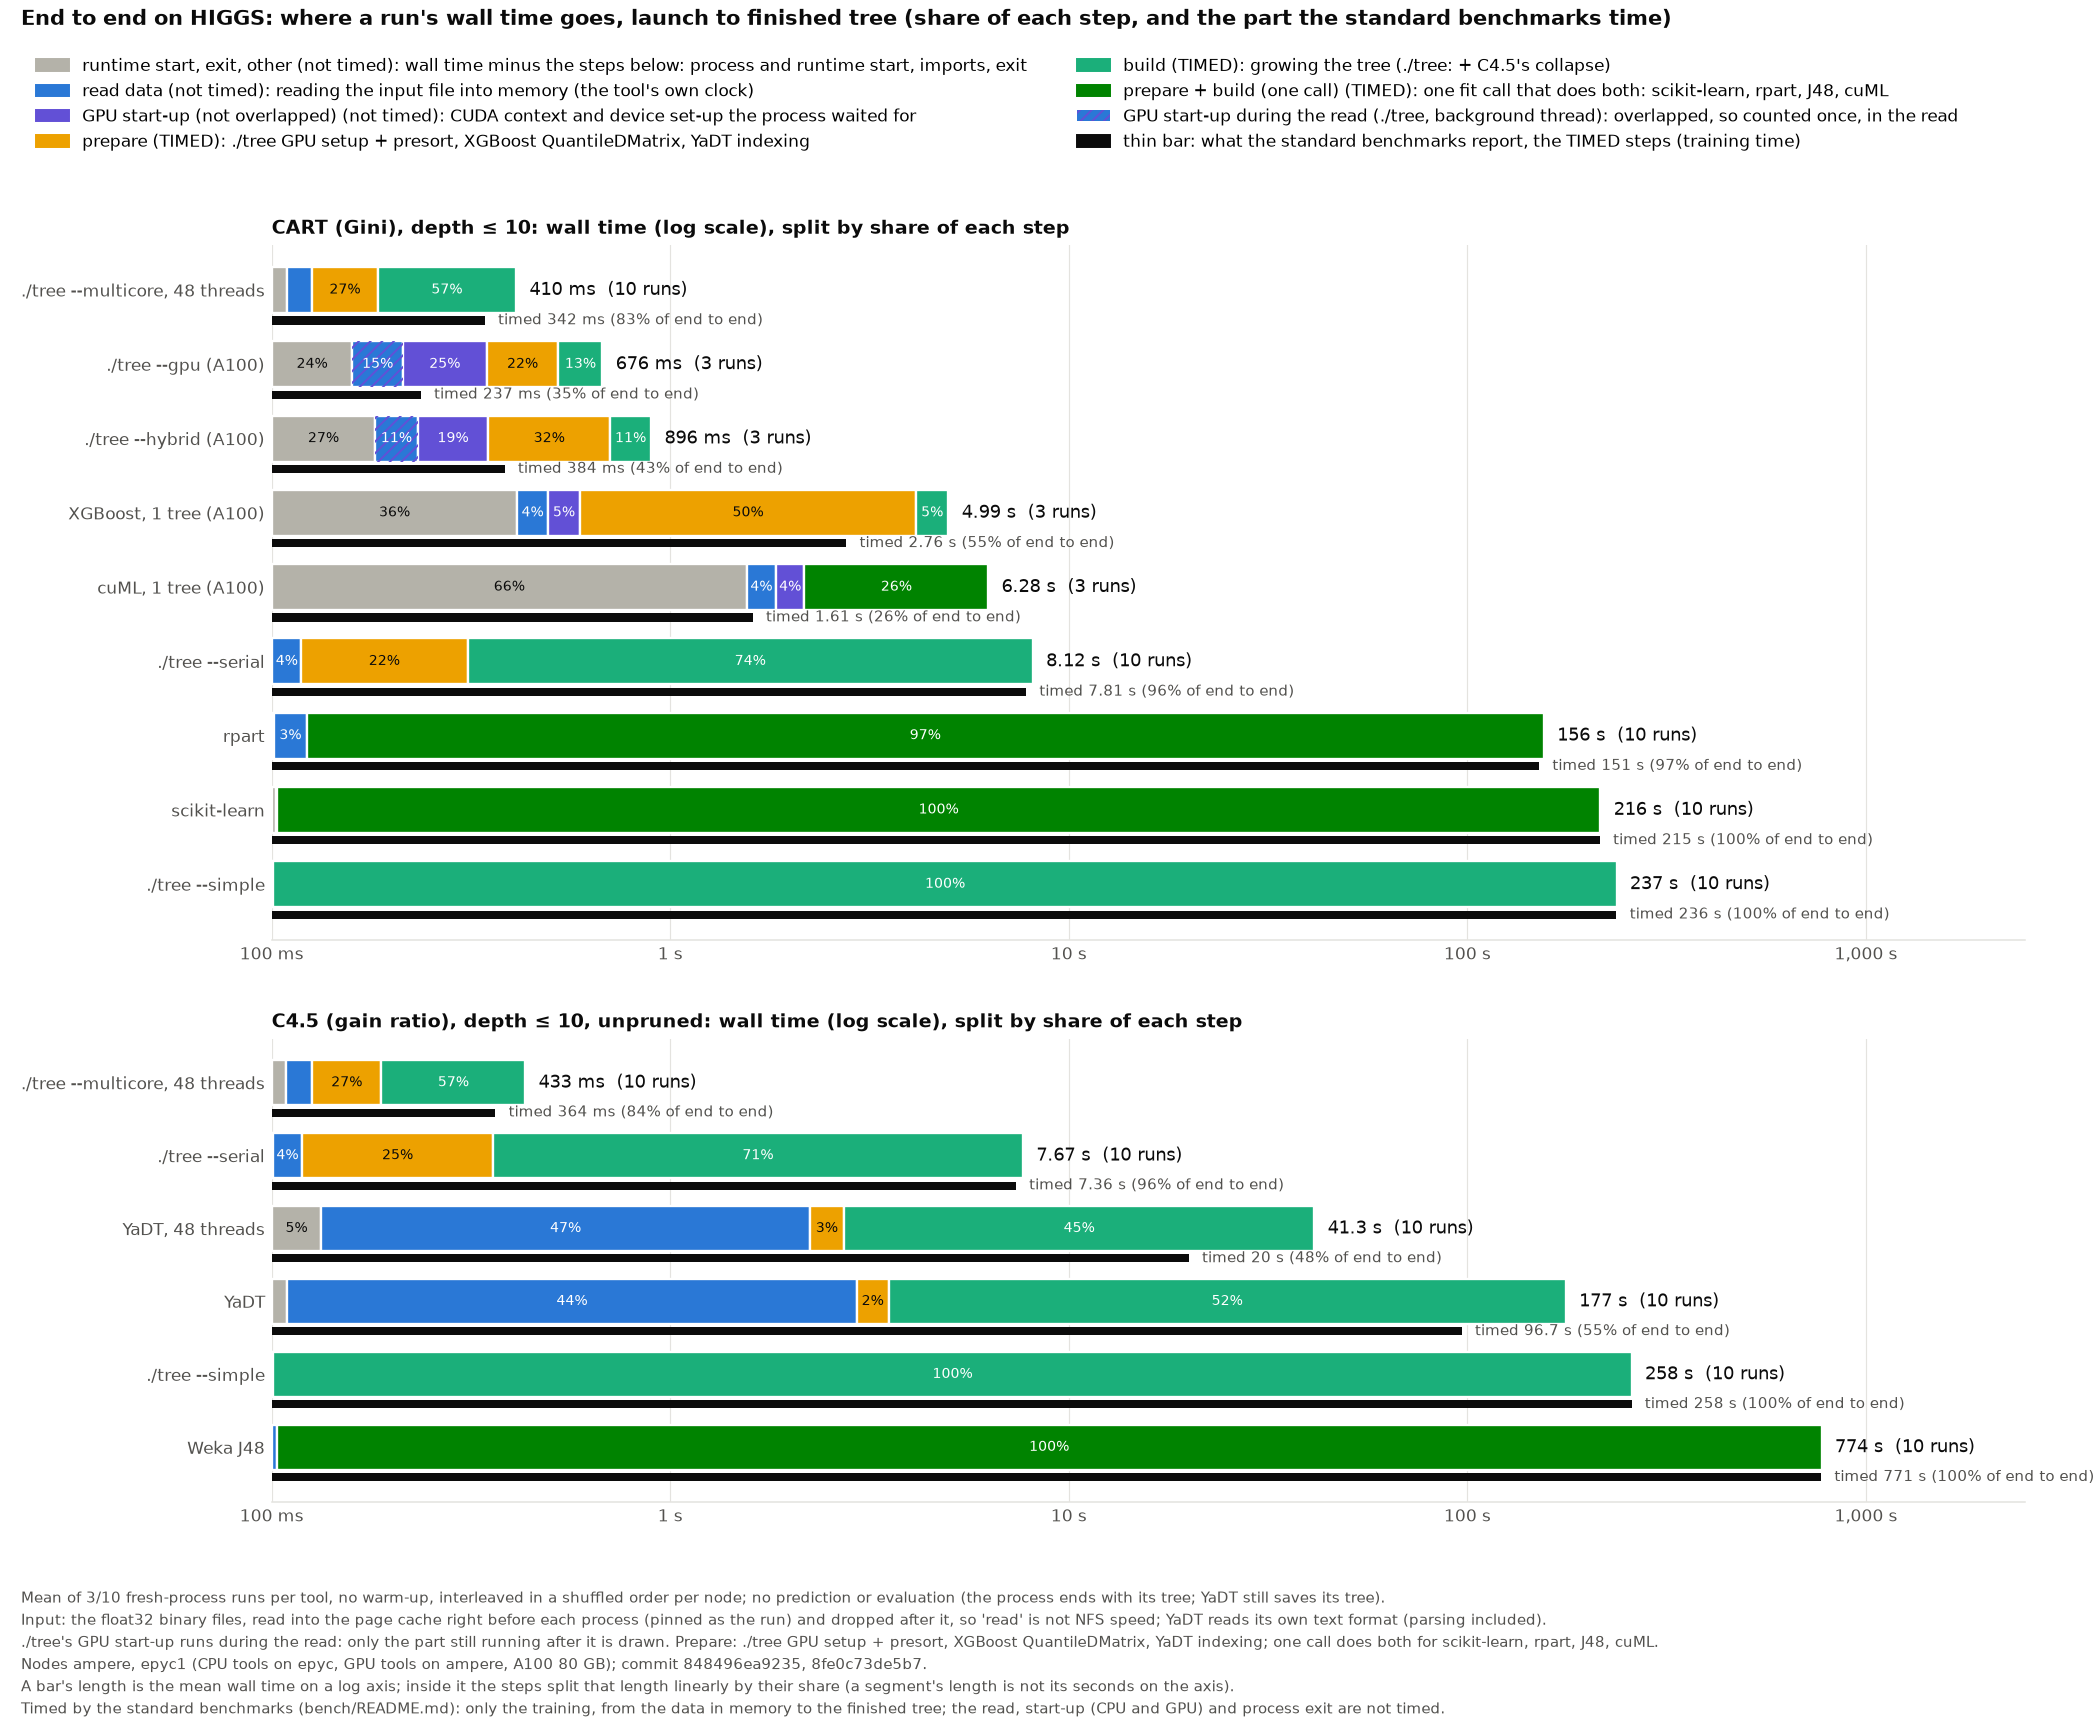 End to end on HIGGS: where a run's wall time goes, launch to finished tree (share of each step, and the part the standard benchmarks time)
runtime start, exit, other (not timed): wall time minus the steps below: process and runtime start, imports, exit
read data (not timed): reading the input file into memory (the tool's own clock)
GPU start-up (not overlapped) (not timed): CUDA context and device set-up the process waited for
prepare (TIMED): ./tree GPU setup + presort, XGBoost QuantileDMatrix, YaDT indexing
build (TIMED): growing the tree (./tree: + C4.5's collapse)
prepare + build (one call) (TIMED): one fit call that does both: scikit-learn, rpart, J48, cuML
GPU start-up during the read (./tree, background thread): overlapped, so counted once, in the read
thin bar: what the standard benchmarks report, the TIMED steps (training time)
CART (Gini), depth ≤ 10: wall time (log scale), split by share of each step
./tree --multicore, 48 threads 27% 57% 410 ms (10 runs)
timed 342 ms (83% of end to end)
./tree --gpu (A100) 24% 15% 25% 22% 13% 676 ms (3 runs)
timed 237 ms (35% of end to end)
./tree --hybrid (A100) 27% 11% 19% 32% 11% 896 ms (3 runs)
timed 384 ms (43% of end to end)
XGBoost, 1 tree (A100) 36% 4% 5% 50% 5% 4.99 s (3 runs)
timed 2.76 s (55% of end to end)
cuML, 1 tree (A100) 66% 4% 4% 26% 6.28 s (3 runs)
timed 1.61 s (26% of end to end)
./tree --serial 4% 22% 74% 8.12 s (10 runs)
timed 7.81 s (96% of end to end)
rpart 3% 97% 156 s (10 runs)
timed 151 s (97% of end to end)
scikit-learn 100% 216 s (10 runs)
timed 215 s (100% of end to end)
./tree --simple 100% 237 s (10 runs)
timed 236 s (100% of end to end)
100 ms 1 s 10 s 100 s 1,000 s
C4.5 (gain ratio), depth ≤ 10, unpruned: wall time (log scale), split by share of each step
./tree --multicore, 48 threads 27% 57% 433 ms (10 runs)
timed 364 ms (84% of end to end)
./tree --serial 4% 25% 71% 7.67 s (10 runs)
timed 7.36 s (96% of end to end)
YaDT, 48 threads 5% 47% 3% 45% 41.3 s (10 runs)
timed 20 s (48% of end to end)
YaDT 44% 2% 52% 177 s (10 runs)
timed 96.7 s (55% of end to end)
./tree --simple 100% 258 s (10 runs)
timed 258 s (100% of end to end)
Weka J48 100% 774 s (10 runs)
timed 771 s (100% of end to end)
100 ms 1 s 10 s 100 s 1,000 s
Mean of 3/10 fresh-process runs per tool, no warm-up, interleaved in a shuffled order per node; no prediction or evaluation (the process ends with its tree; YaDT still saves its tree).
Input: the float32 binary files, read into the page cache right before each process (pinned as the run) and dropped after it, so 'read' is not NFS speed; YaDT reads its own text format (parsing included).
./tree's GPU start-up runs during the read: only the part still running after it is drawn. Prepare: ./tree GPU setup + presort, XGBoost QuantileDMatrix, YaDT indexing; one call does both for scikit-learn, rpart, J48, cuML.
Nodes ampere, epyc1 (CPU tools on epyc, GPU tools on ampere, A100 80 GB); commit 848496ea9235, 8fe0c73de5b7.
A bar's length is the mean wall time on a log axis; inside it the steps split that length linearly by their share (a segment's length is not its seconds on the axis).
Timed by the standard benchmarks (bench/README.md): only the training, from the data in memory to the finished tree; the read, start-up (CPU and GPU) and process exit are not timed.